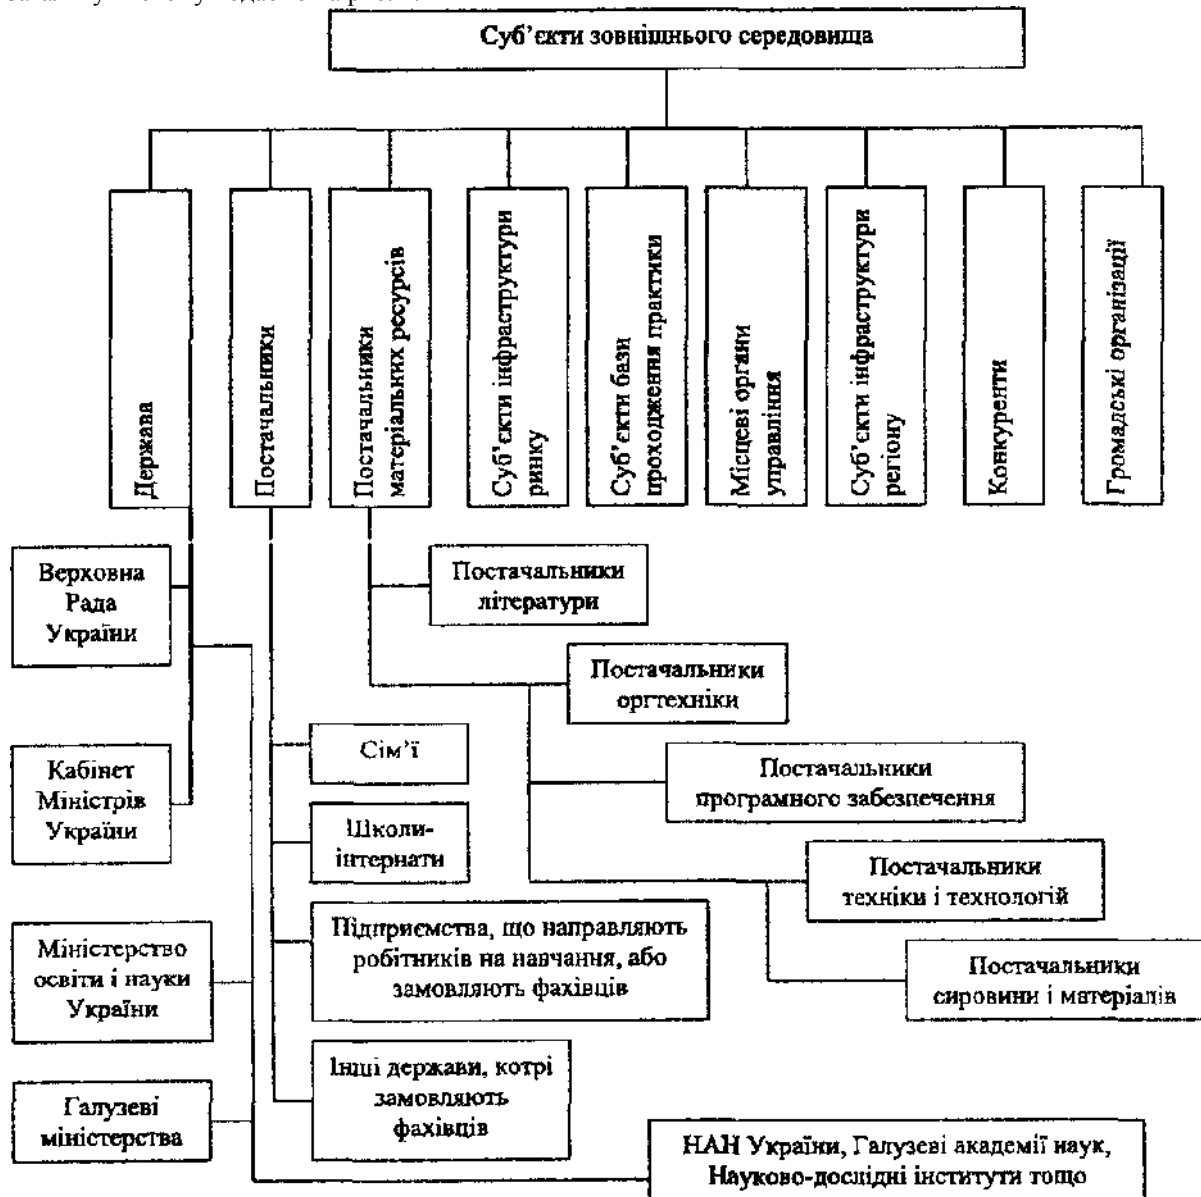 Суб’єкти зовнішнього середовища
Держава
Постачальники
Постачальники
матеріальних ресурсів
Суб’єкти інфраструктури
ринку
Суб’єкти бази
проходження практики
Місцеві органи
управління
Суб’єкти інфраструктури
регіону
Конкуренти
Громадські організації
Верховна
Рада
України
Постачальники
літератури
Постачальники
оргтехніки
Кабінет
Міністрів
України
Сім’ї
Постачальники
програмного забезпечення
Школи-
інтернати
Постачальники
техніки і технологій
Міністерство
освіти і науки
України
Підприємства, що направляють
робітників на навчання, або
замовляють фахівців
Постачальники
сировини і матеріалів
Галузеві
міністерства
Інші держави, котрі
замовляють
фахівців
НАН України, Галузеві академії наук,
Науково-дослідні інститути тощо